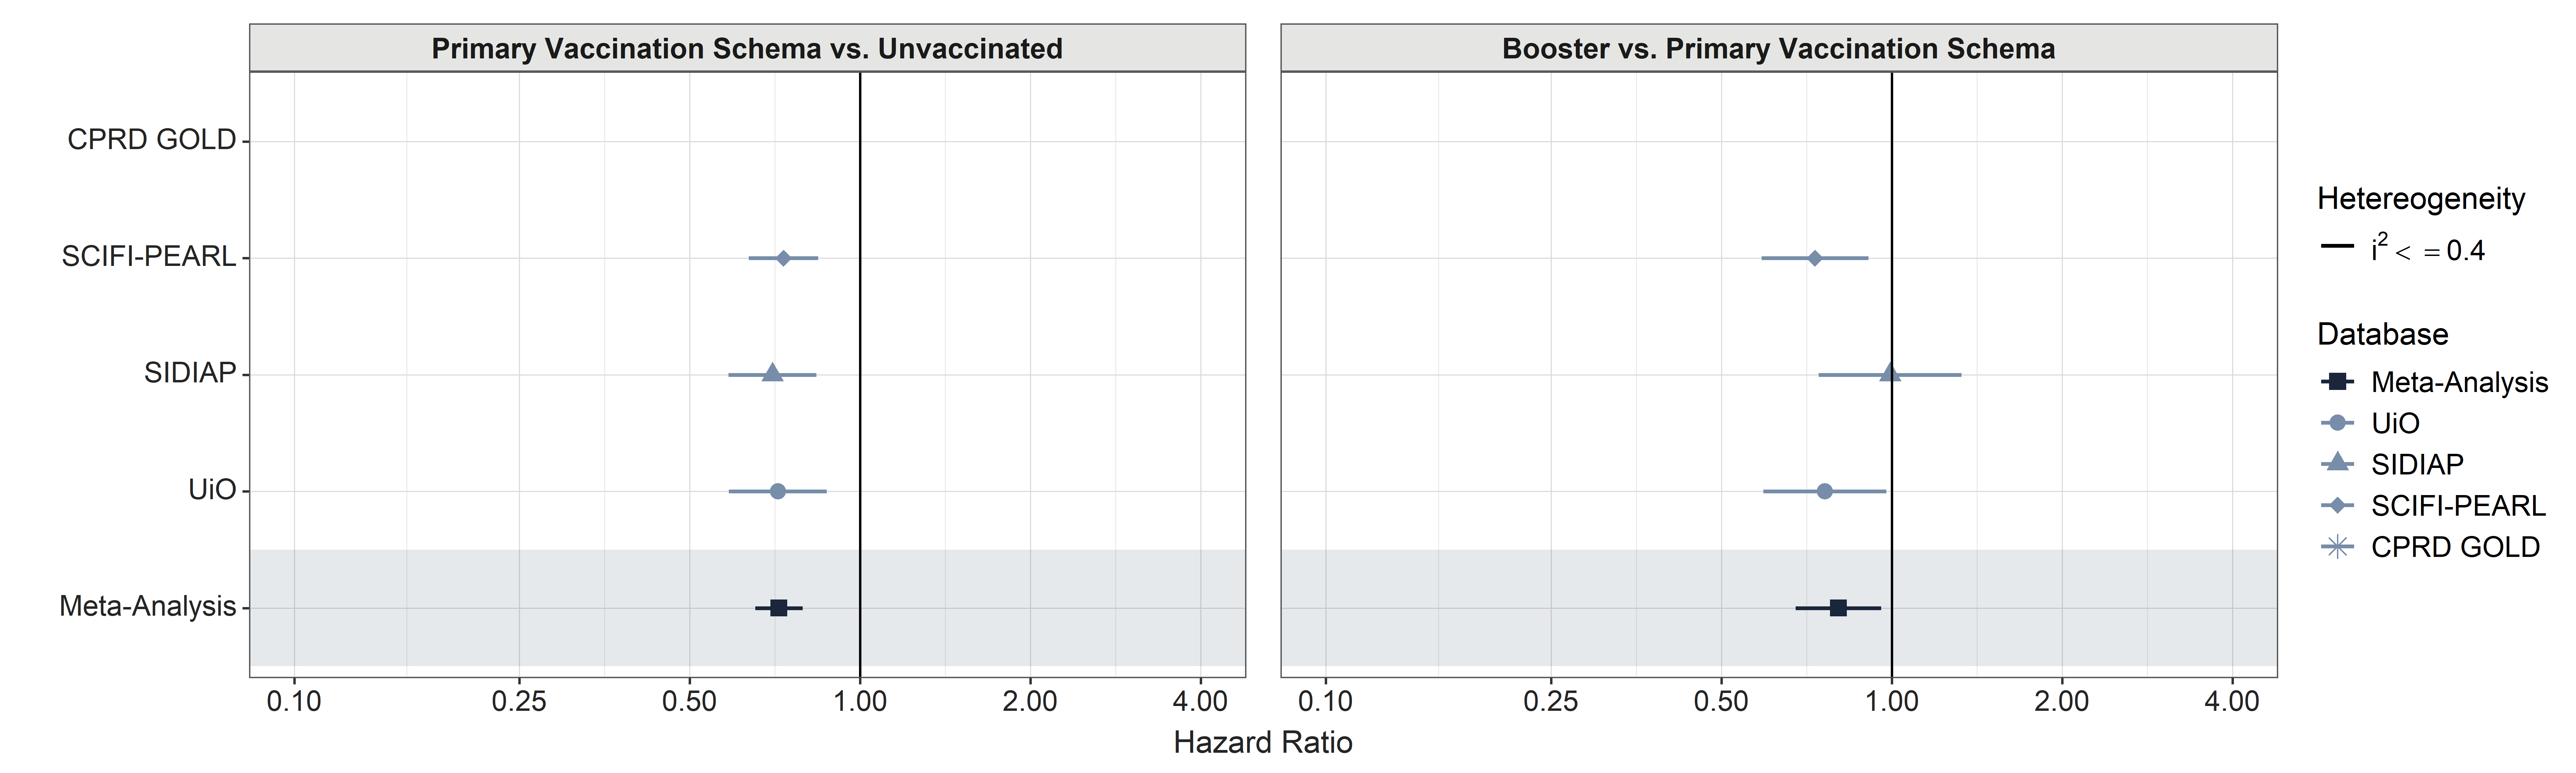 Primary Vaccination Schema vs. Unvaccinated
Booster vs. Primary Vaccination Schema
CPRD GOLD
SCIFI-PEARL
SIDIAP
UiO
Meta-Analysis
0.10 0.25 0.50 1.00 2.00 4.00
0.10 0.25 0.50 1.00 2.00 4.00
Hazard Ratio
Hetereogeneity
i² < = 0.4
Database
Meta-Analysis
UiO
SIDIAP
SCIFI-PEARL
CPRD GOLD